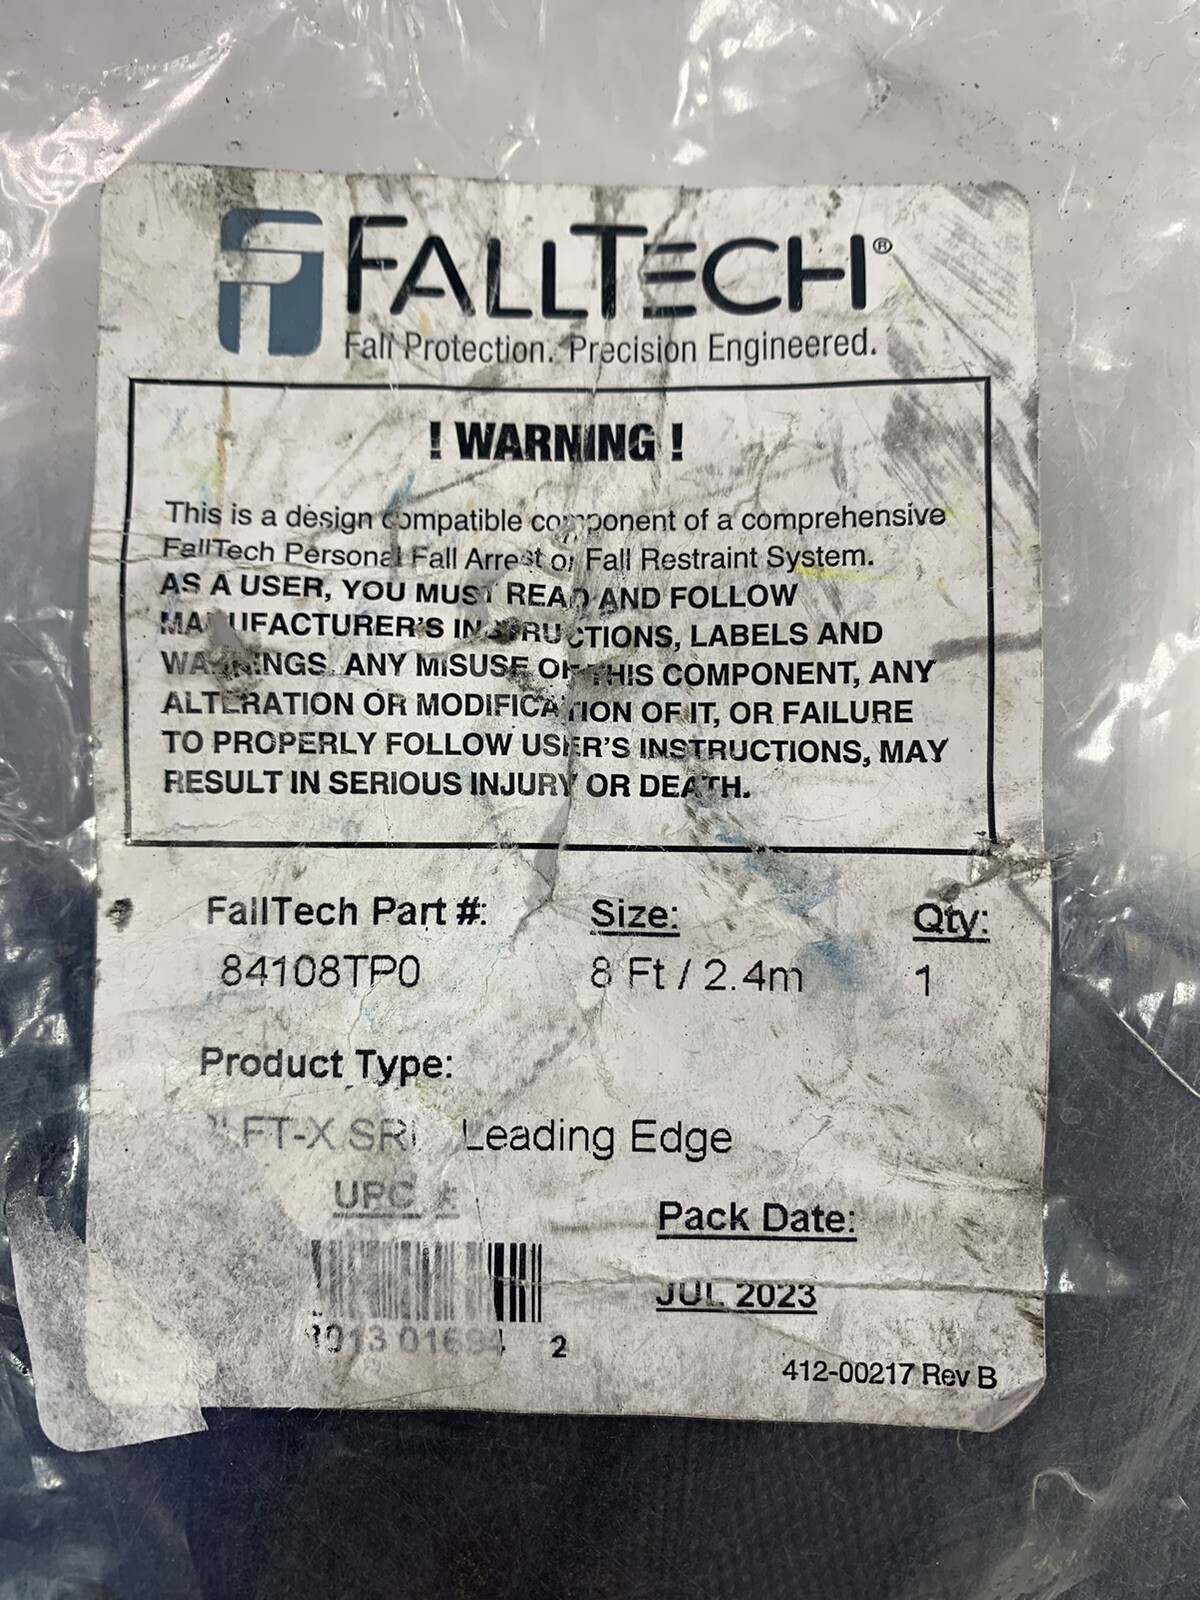 FALLTECH®
Fall Protection. Precision Engineered.
! WARNING !
This is a design compatible component of a comprehensive
FallTech Personal Fall Arrest or Fall Restraint System.
AS A USER, YOU MUST READ AND FOLLOW
MANUFACTURER'S INSTRUCTIONS, LABELS AND
WARNINGS. ANY MISUSE OF THIS COMPONENT, ANY
ALTERATION OR MODIFICATION OF IT, OR FAILURE
TO PROPERLY FOLLOW USER'S INSTRUCTIONS, MAY
RESULT IN SERIOUS INJURY OR DEATH.
FallTech Part #: Size: Qty:
84108TP0 8 Ft / 2.4m 1
Product Type:
Leading Edge
UPC #:
Pack Date:
JUL 2023
2
412-00217 Rev B